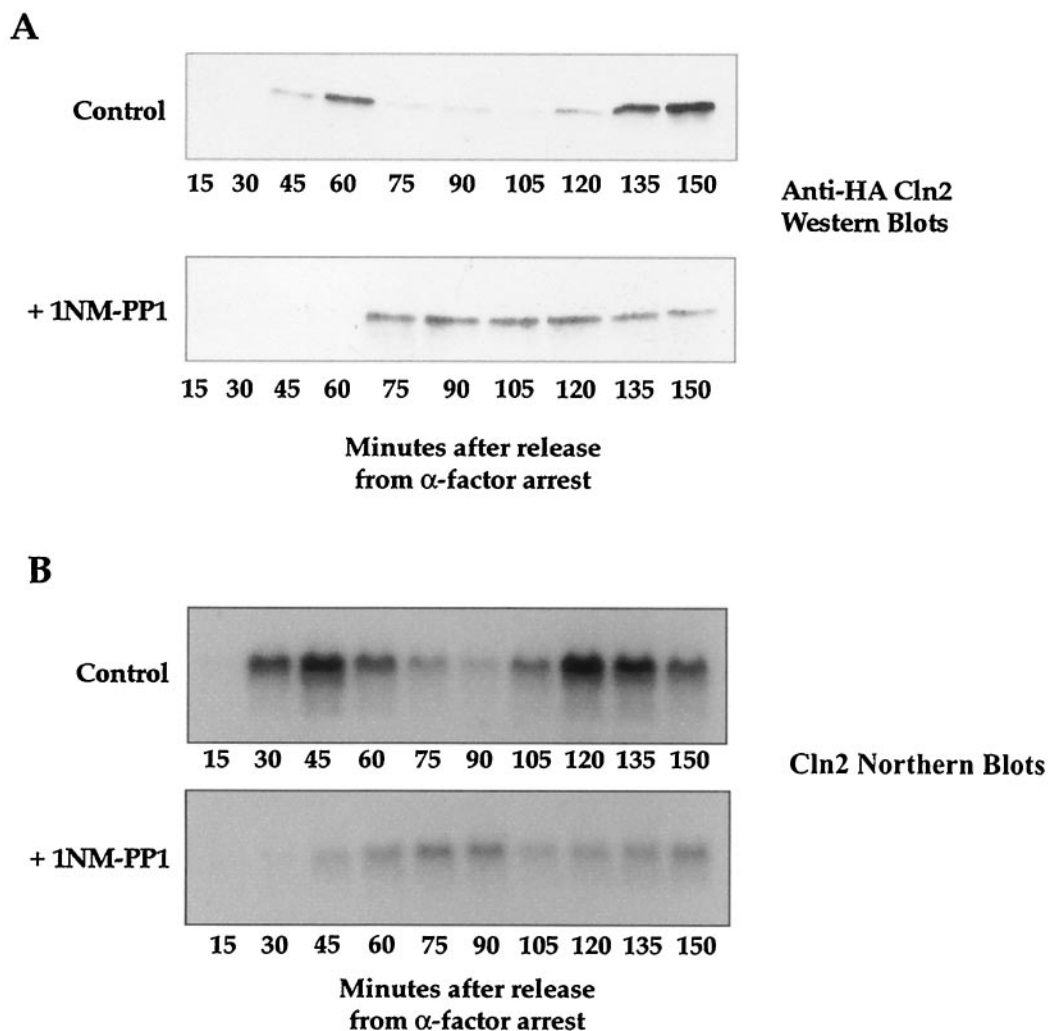 A
Control
15 30 45 60 75 90 105 120 135 150
Anti-HA Cln2
Western Blots
+ 1NM-PP1
15 30 45 60 75 90 105 120 135 150
Minutes after release
from α-factor arrest
B
Control
15 30 45 60 75 90 105 120 135 150
Cln2 Northern Blots
+ 1NM-PP1
15 30 45 60 75 90 105 120 135 150
Minutes after release
from α-factor arrest